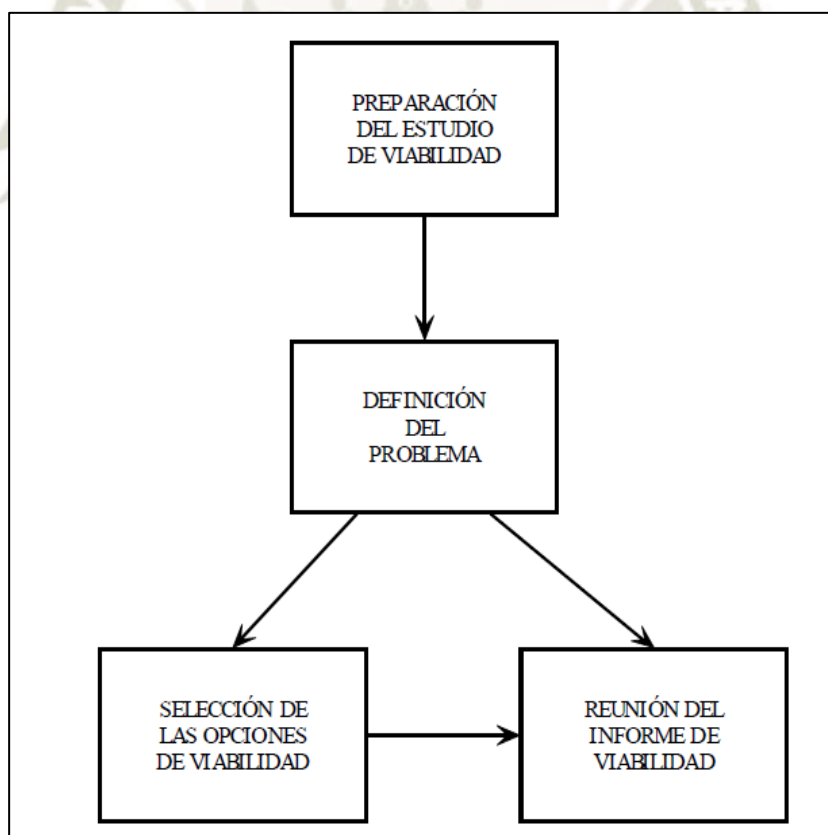 PREPARACIÓN
DEL ESTUDIO
DE VIABILIDAD
DEFINICIÓN
DEL
PROBLEMA
SELECCIÓN DE
LAS OPCIONES
DE VIABILIDAD
REUNIÓN DEL
INFORME DE
VIABILIDAD